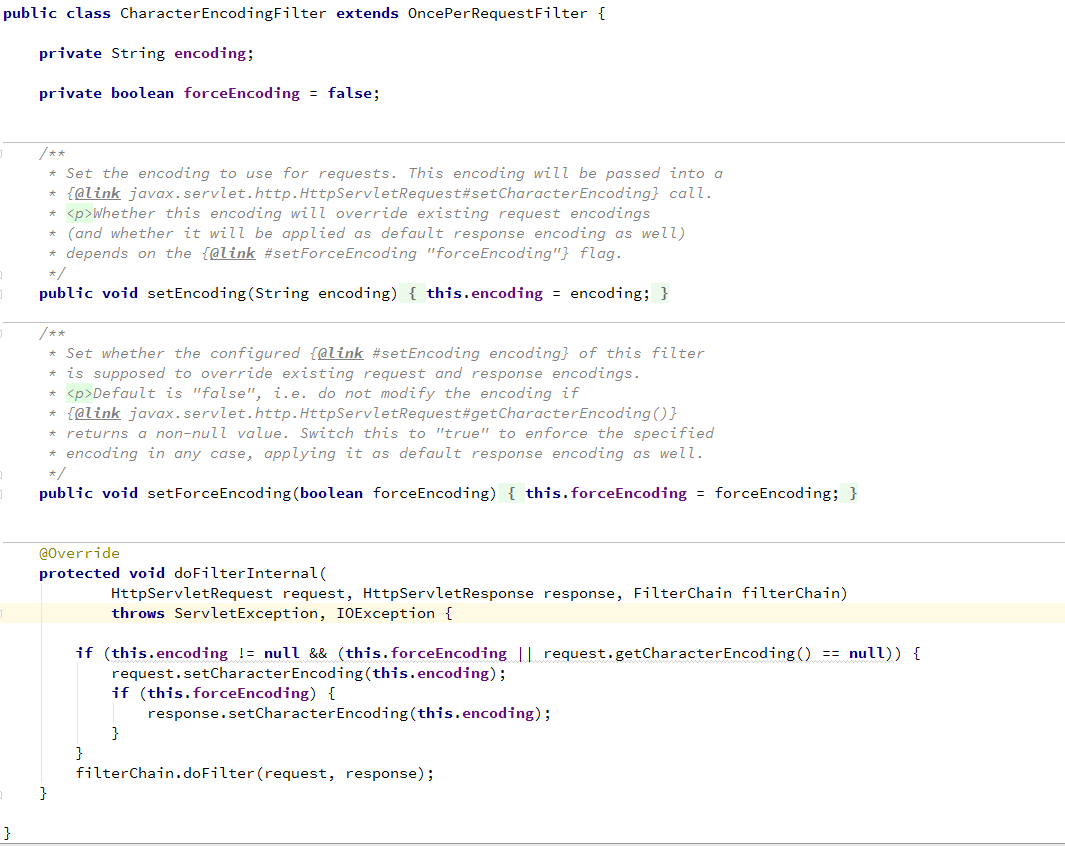 public class CharacterEncodingFilter extends OncePerRequestFilter {
private String encoding;
private boolean forceEncoding = false;
/**
* Set the encoding to use for requests. This encoding will be passed into a
* {@link javax.servlet.http.HttpServletRequest#setCharacterEncoding} call.
* <p>Whether this encoding will override existing request encodings
* (and whether it will be applied as default response encoding as well)
* depends on the {@link #setForceEncoding "forceEncoding"} flag.
*/
public void setEncoding(String encoding) { this.encoding = encoding; }
/**
* Set whether the configured {@link #setEncoding encoding} of this filter
* is supposed to override existing request and response encodings.
* <p>Default is "false", i.e. do not modify the encoding if
* {@link javax.servlet.http.HttpServletRequest#getCharacterEncoding()}
* returns a non-null value. Switch this to "true" to enforce the specified
* encoding in any case, applying it as default response encoding as well.
*/
public void setForceEncoding(boolean forceEncoding) { this.forceEncoding = forceEncoding; }
@Override
protected void doFilterInternal(
HttpServletRequest request, HttpServletResponse response, FilterChain filterChain)
throws ServletException, IOException {
if (this.encoding != null && (this.forceEncoding || request.getCharacterEncoding() == null)) {
request.setCharacterEncoding(this.encoding);
if (this.forceEncoding) {
response.setCharacterEncoding(this.encoding);
}
}
filterChain.doFilter(request, response);
}
}